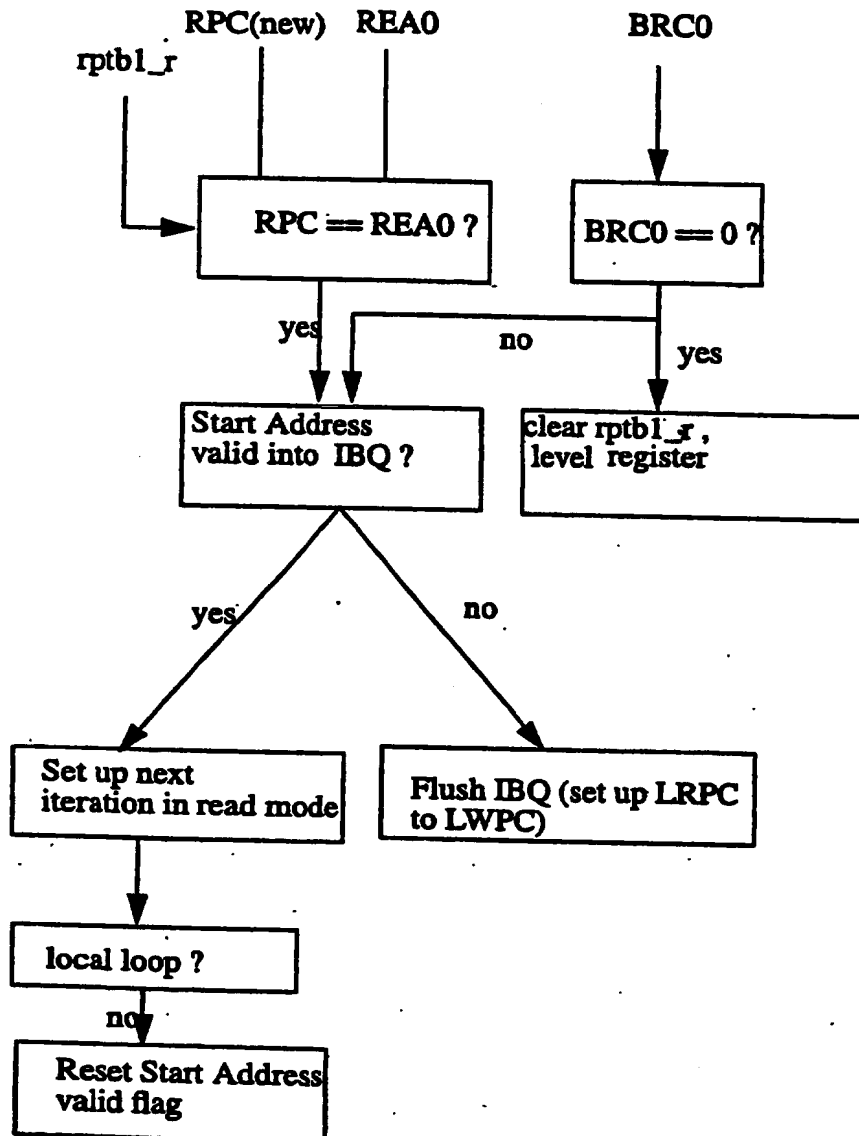 RPC(new) REA0 BRC0
rptb1_r
RPC == REA0 ?
BRC0 == 0 ?
yes
no
yes
Start Address
valid into IBQ ?
clear rptb1_r ,
level register
yes
no
Set up next
iteration in read mode
Flush IBQ (set up LRPC
to LWPC)
local loop ?
no
Reset Start Address
valid flag